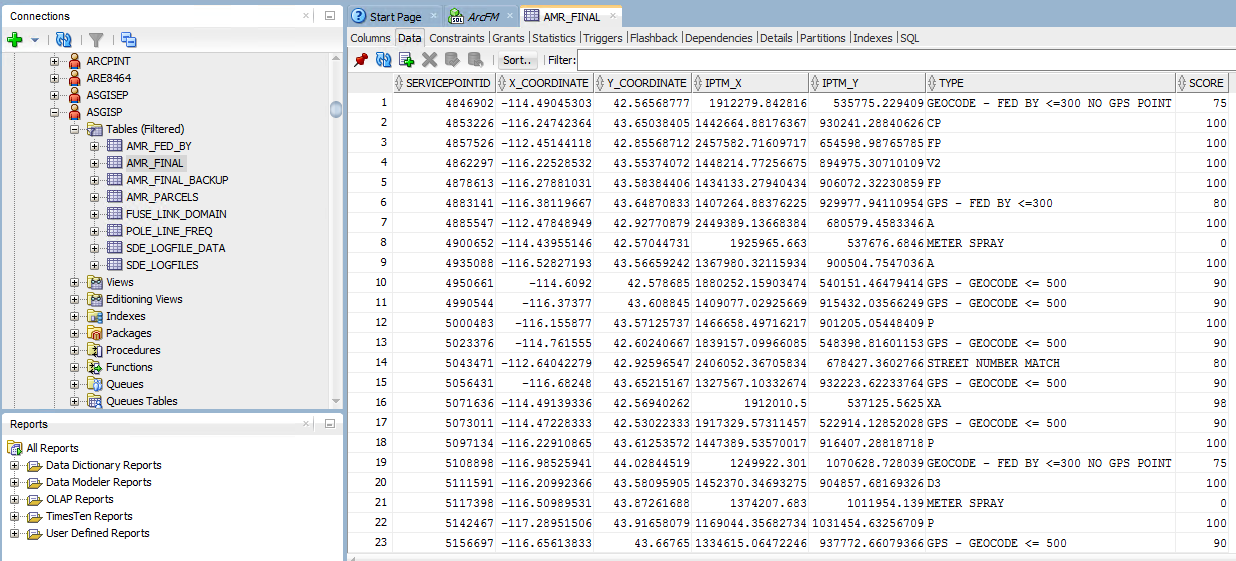 Connections
ARCPINT
ARE8464
ASGISEP
ASGISP
Tables (Filtered)
AMR_FED_BY
AMR_FINAL
AMR_FINAL_BACKUP
AMR_PARCELS
FUSE_LINK_DOMAIN
POLE_LINE_FREQ
SDE_LOGFILE_DATA
SDE_LOGFILES
Views
Editioning Views
Indexes
Packages
Procedures
Functions
Queues
Queues Tables
Reports
All Reports
Data Dictionary Reports
Data Modeler Reports
OLAP Reports
TimesTen Reports
User Defined Reports
Start Page ArcFM AMR_FINAL
Columns Data Constraints Grants Statistics Triggers Flashback Dependencies Details Partitions Indexes SQL
Sort.. Filter:
SERVICEPOINTID X_COORDINATE Y_COORDINATE IPTM_X IPTM_Y TYPE SCORE
1 4846902 -114.49045303 42.56568777 1912279.842816 535775.229409 GEOCODE - FED BY <=300 NO GPS POINT 75
2 4853226 -116.24742364 43.65038405 1442664.88176367 930241.28840626 CP 100
3 4857526 -112.45144118 42.85568712 2457582.71609717 654598.98765785 FP 100
4 4862297 -116.22528532 43.55374072 1448214.77256675 894975.30710109 V2 100
5 4878613 -116.27881031 43.58384406 1434133.27940434 906072.32230859 FP 100
6 4883141 -116.38119667 43.64870833 1407264.88376225 929977.94110954 GPS - FED BY <=300 80
7 4885547 -112.47848949 42.92770879 2449389.13668384 680579.4583346 A 100
8 4900652 -114.43955146 42.57044731 1925965.663 537676.6846 METER SPRAY 0
9 4935088 -116.52827193 43.56659242 1367980.32115934 900504.7547036 A 100
10 4950661 -114.6092 42.578685 1880252.15903474 540151.46479414 GPS - GEOCODE <= 500 90
11 4990544 -116.37377 43.608845 1409077.02925669 915432.03566249 GPS - GEOCODE <= 500 90
12 5000483 -116.155877 43.57125737 1466658.49716217 901205.05448409 P 100
13 5023376 -114.761555 42.60240667 1839157.09966085 548398.81601153 GPS - GEOCODE <= 500 90
14 5043471 -112.64042279 42.92596547 2406052.36705834 678427.3602766 STREET NUMBER MATCH 80
15 5056431 -116.68248 43.65215167 1327567.10332674 932223.62233764 GPS - GEOCODE <= 500 90
16 5071636 -114.49139336 42.56940262 1912010.5 537125.5625 XA 98
17 5073011 -114.47228333 42.53022333 1917329.57311457 522914.12852028 GPS - GEOCODE <= 500 90
18 5097134 -116.22910865 43.61253572 1447389.53570017 916407.28818718 P 100
19 5108898 -116.98525941 44.02844519 1249922.301 1070628.728039 GEOCODE - FED BY <=300 NO GPS POINT 75
20 5111591 -116.20992366 43.58095905 1452370.34693275 904857.68169326 D3 100
21 5117398 -116.50989531 43.87261688 1374207.683 1011954.139 METER SPRAY 0
22 5142467 -117.28951506 43.91658079 1169044.35682734 1031454.63256709 P 100
23 5156697 -116.65613833 43.66765 1334615.06472246 937772.66079366 GPS - GEOCODE <= 500 90